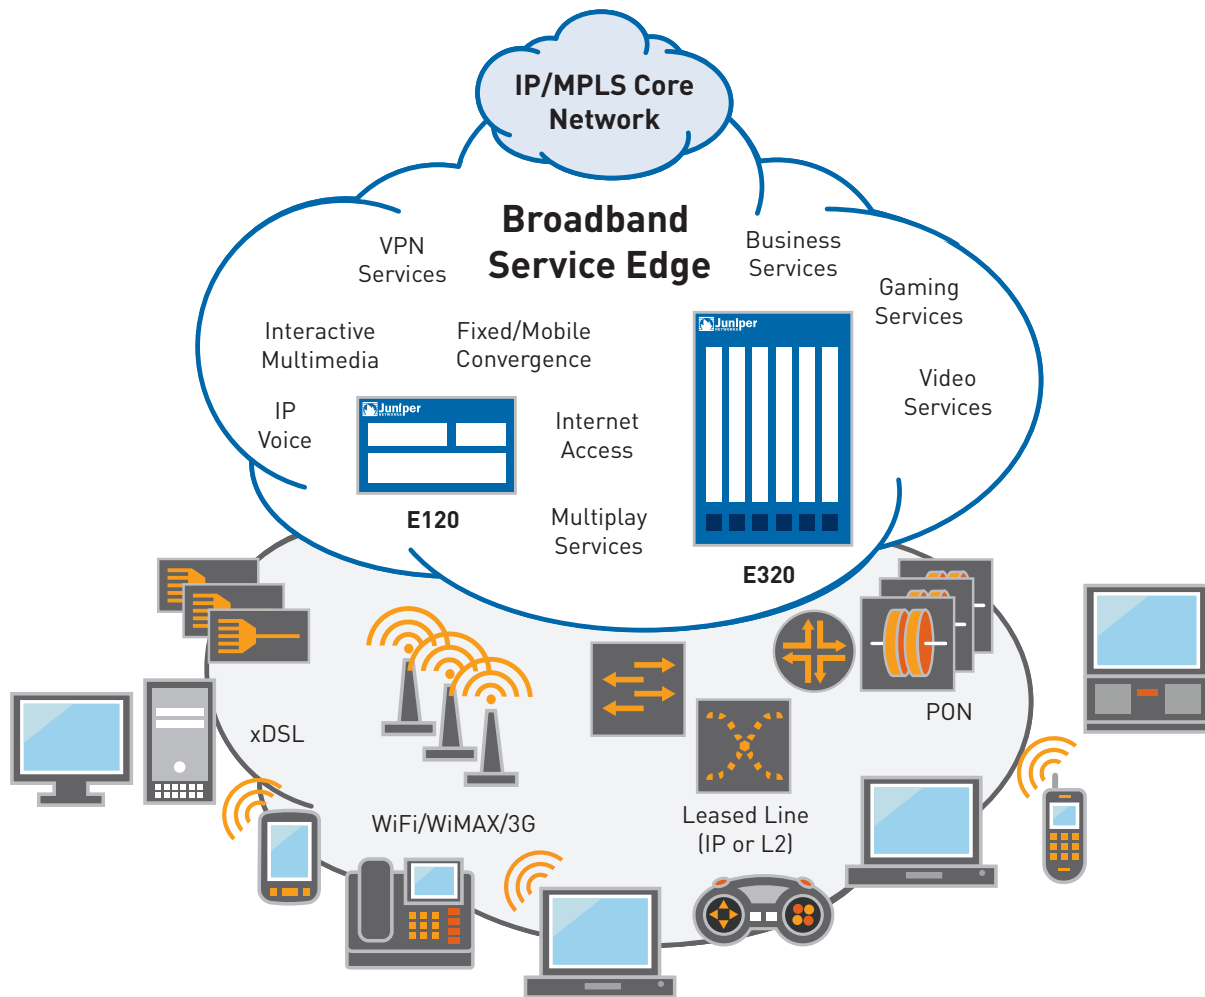 IP/MPLS Core
Network
Broadband
Service Edge
VPN
Services
Business
Services
Gaming
Services
Interactive
Multimedia
Fixed/Mobile
Convergence
Juniper
NETWORKS
Video
Services
IP
Voice
Juniper
NETWORKS
Internet
Access
E120
Multiplay
Services
E320
xDSL
PON
WiFi/WiMAX/3G
Leased Line
(IP or L2)